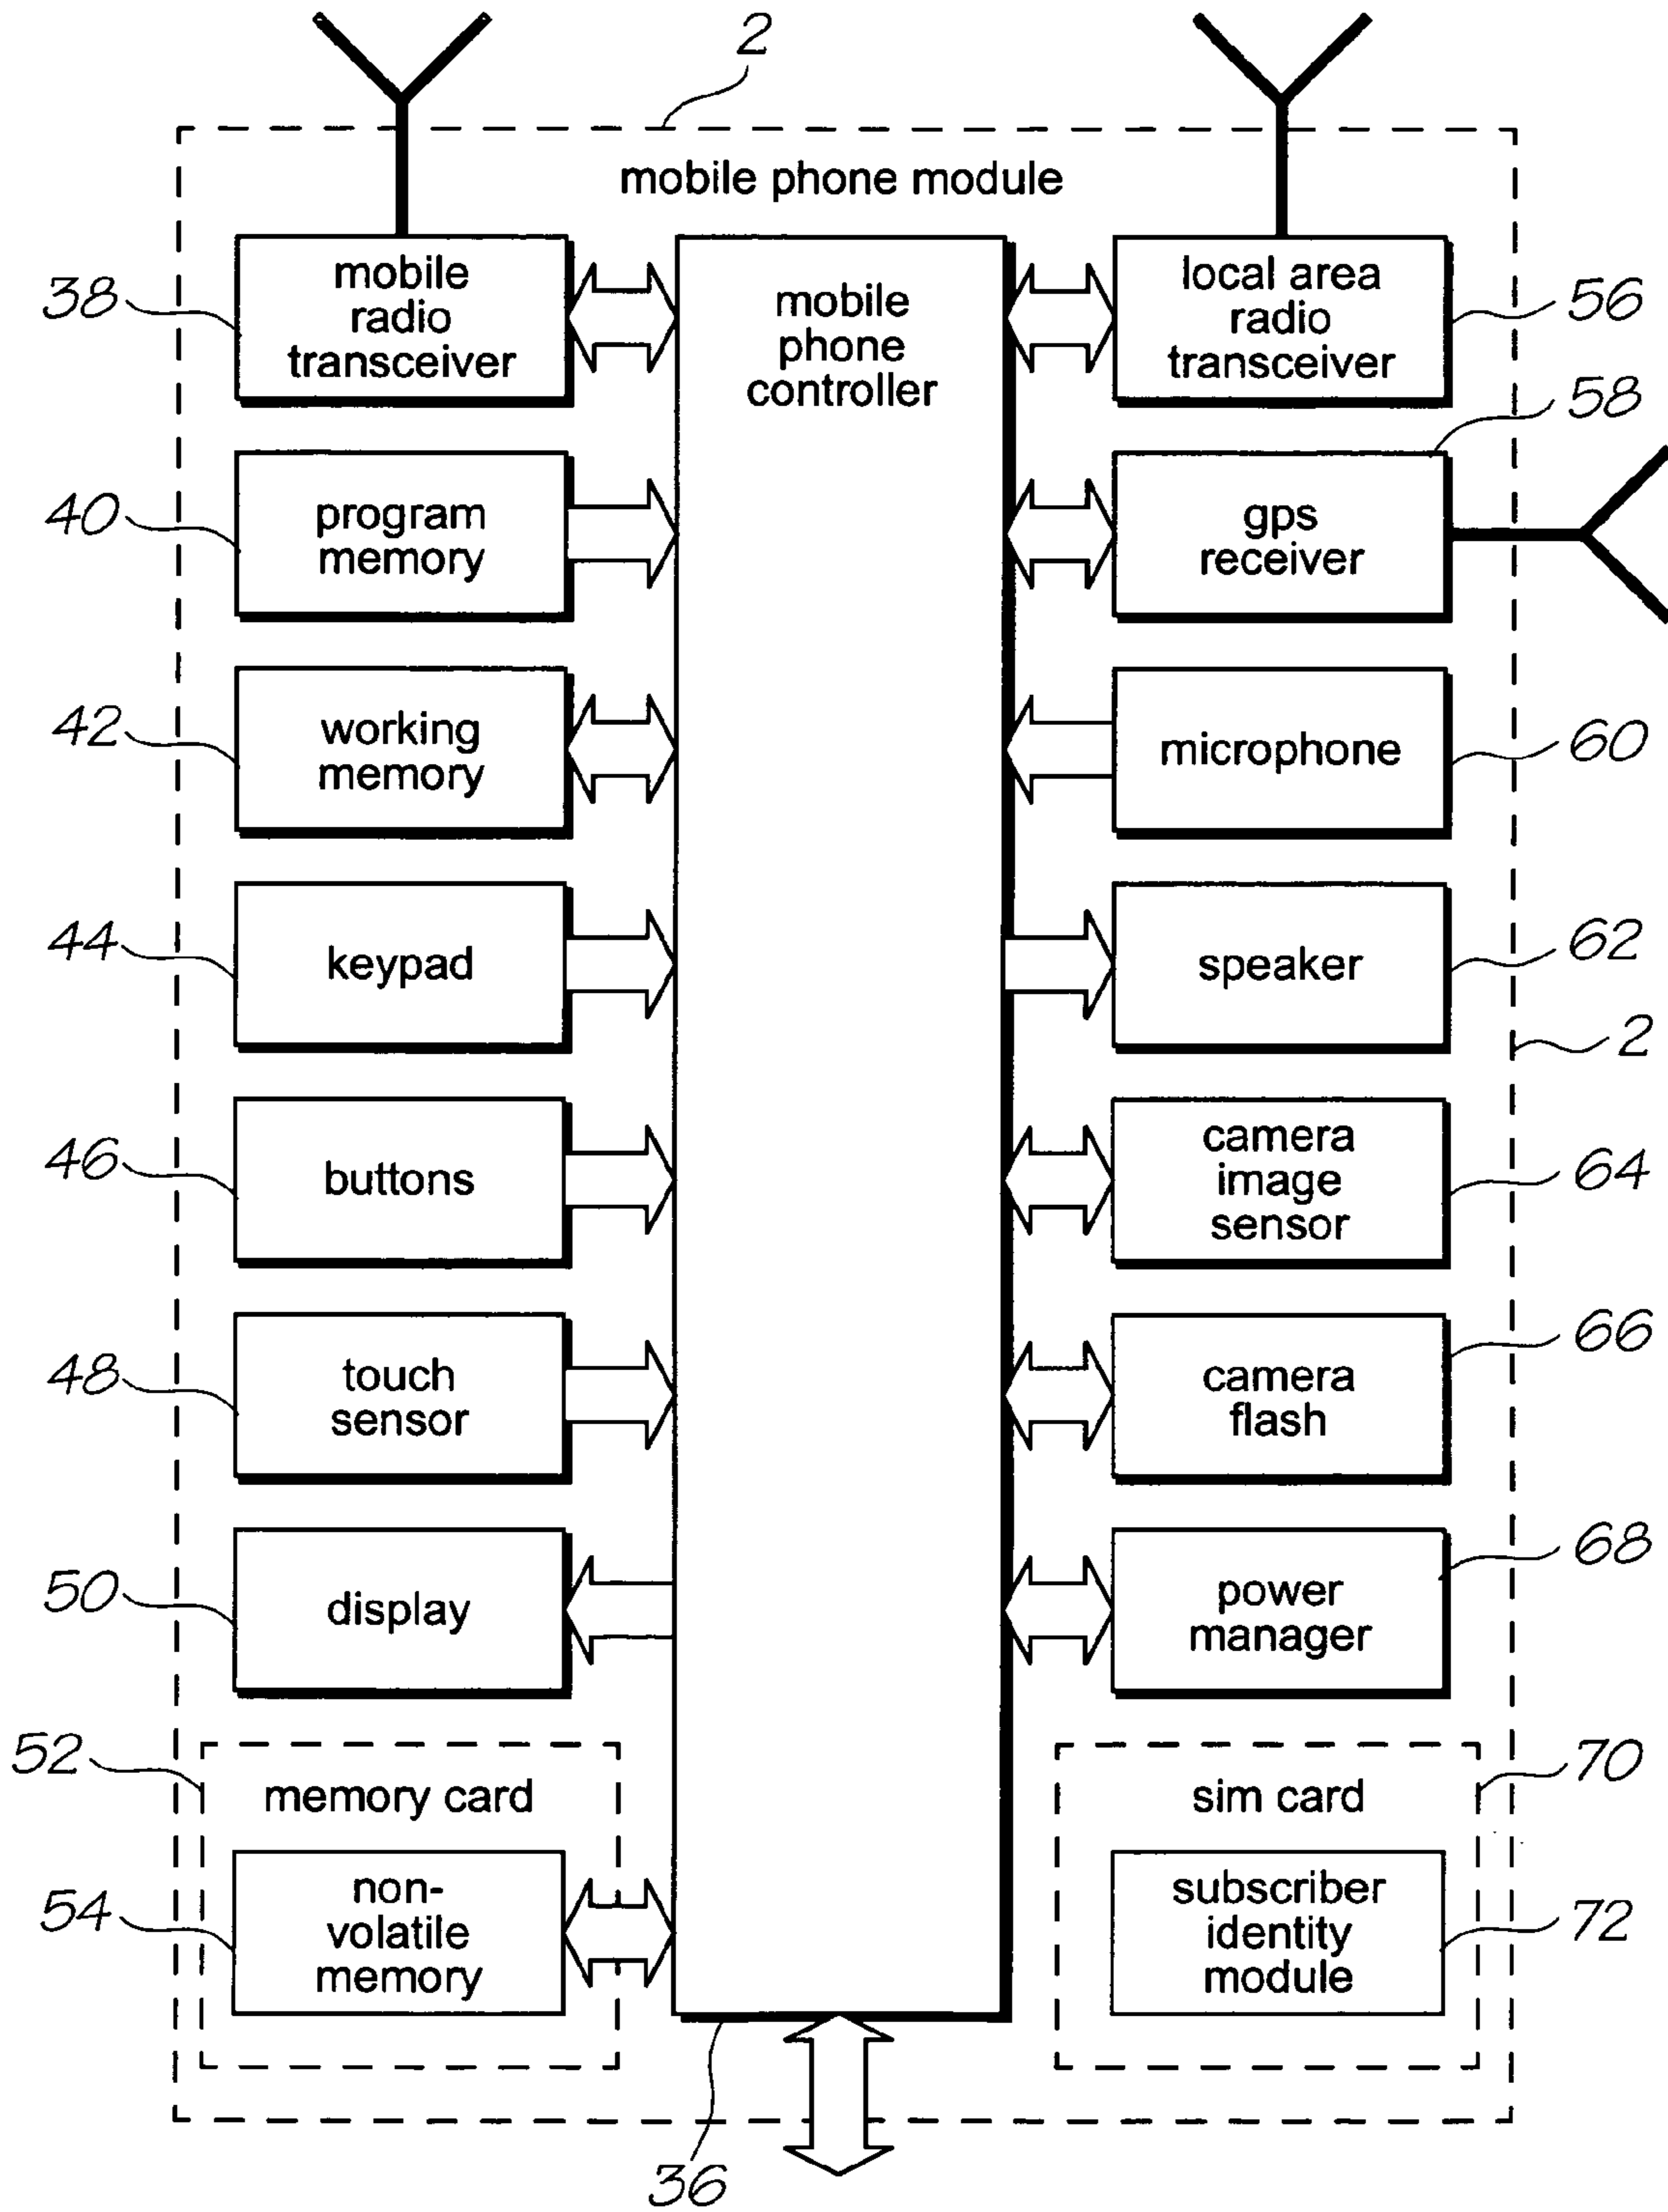 2
mobile phone module
38
mobile
radio
transceiver
mobile
phone
controller
local area
radio
transceiver
56
58
40
program
memory
gps
receiver
42
working
memory
microphone
60
44
keypad
speaker
62
2
46
buttons
camera
image
sensor
64
48
touch
sensor
camera
flash
66
50
display
power
manager
68
52
memory card
sim card
70
54
non-
volatile
memory
subscriber
identity
module
72
36